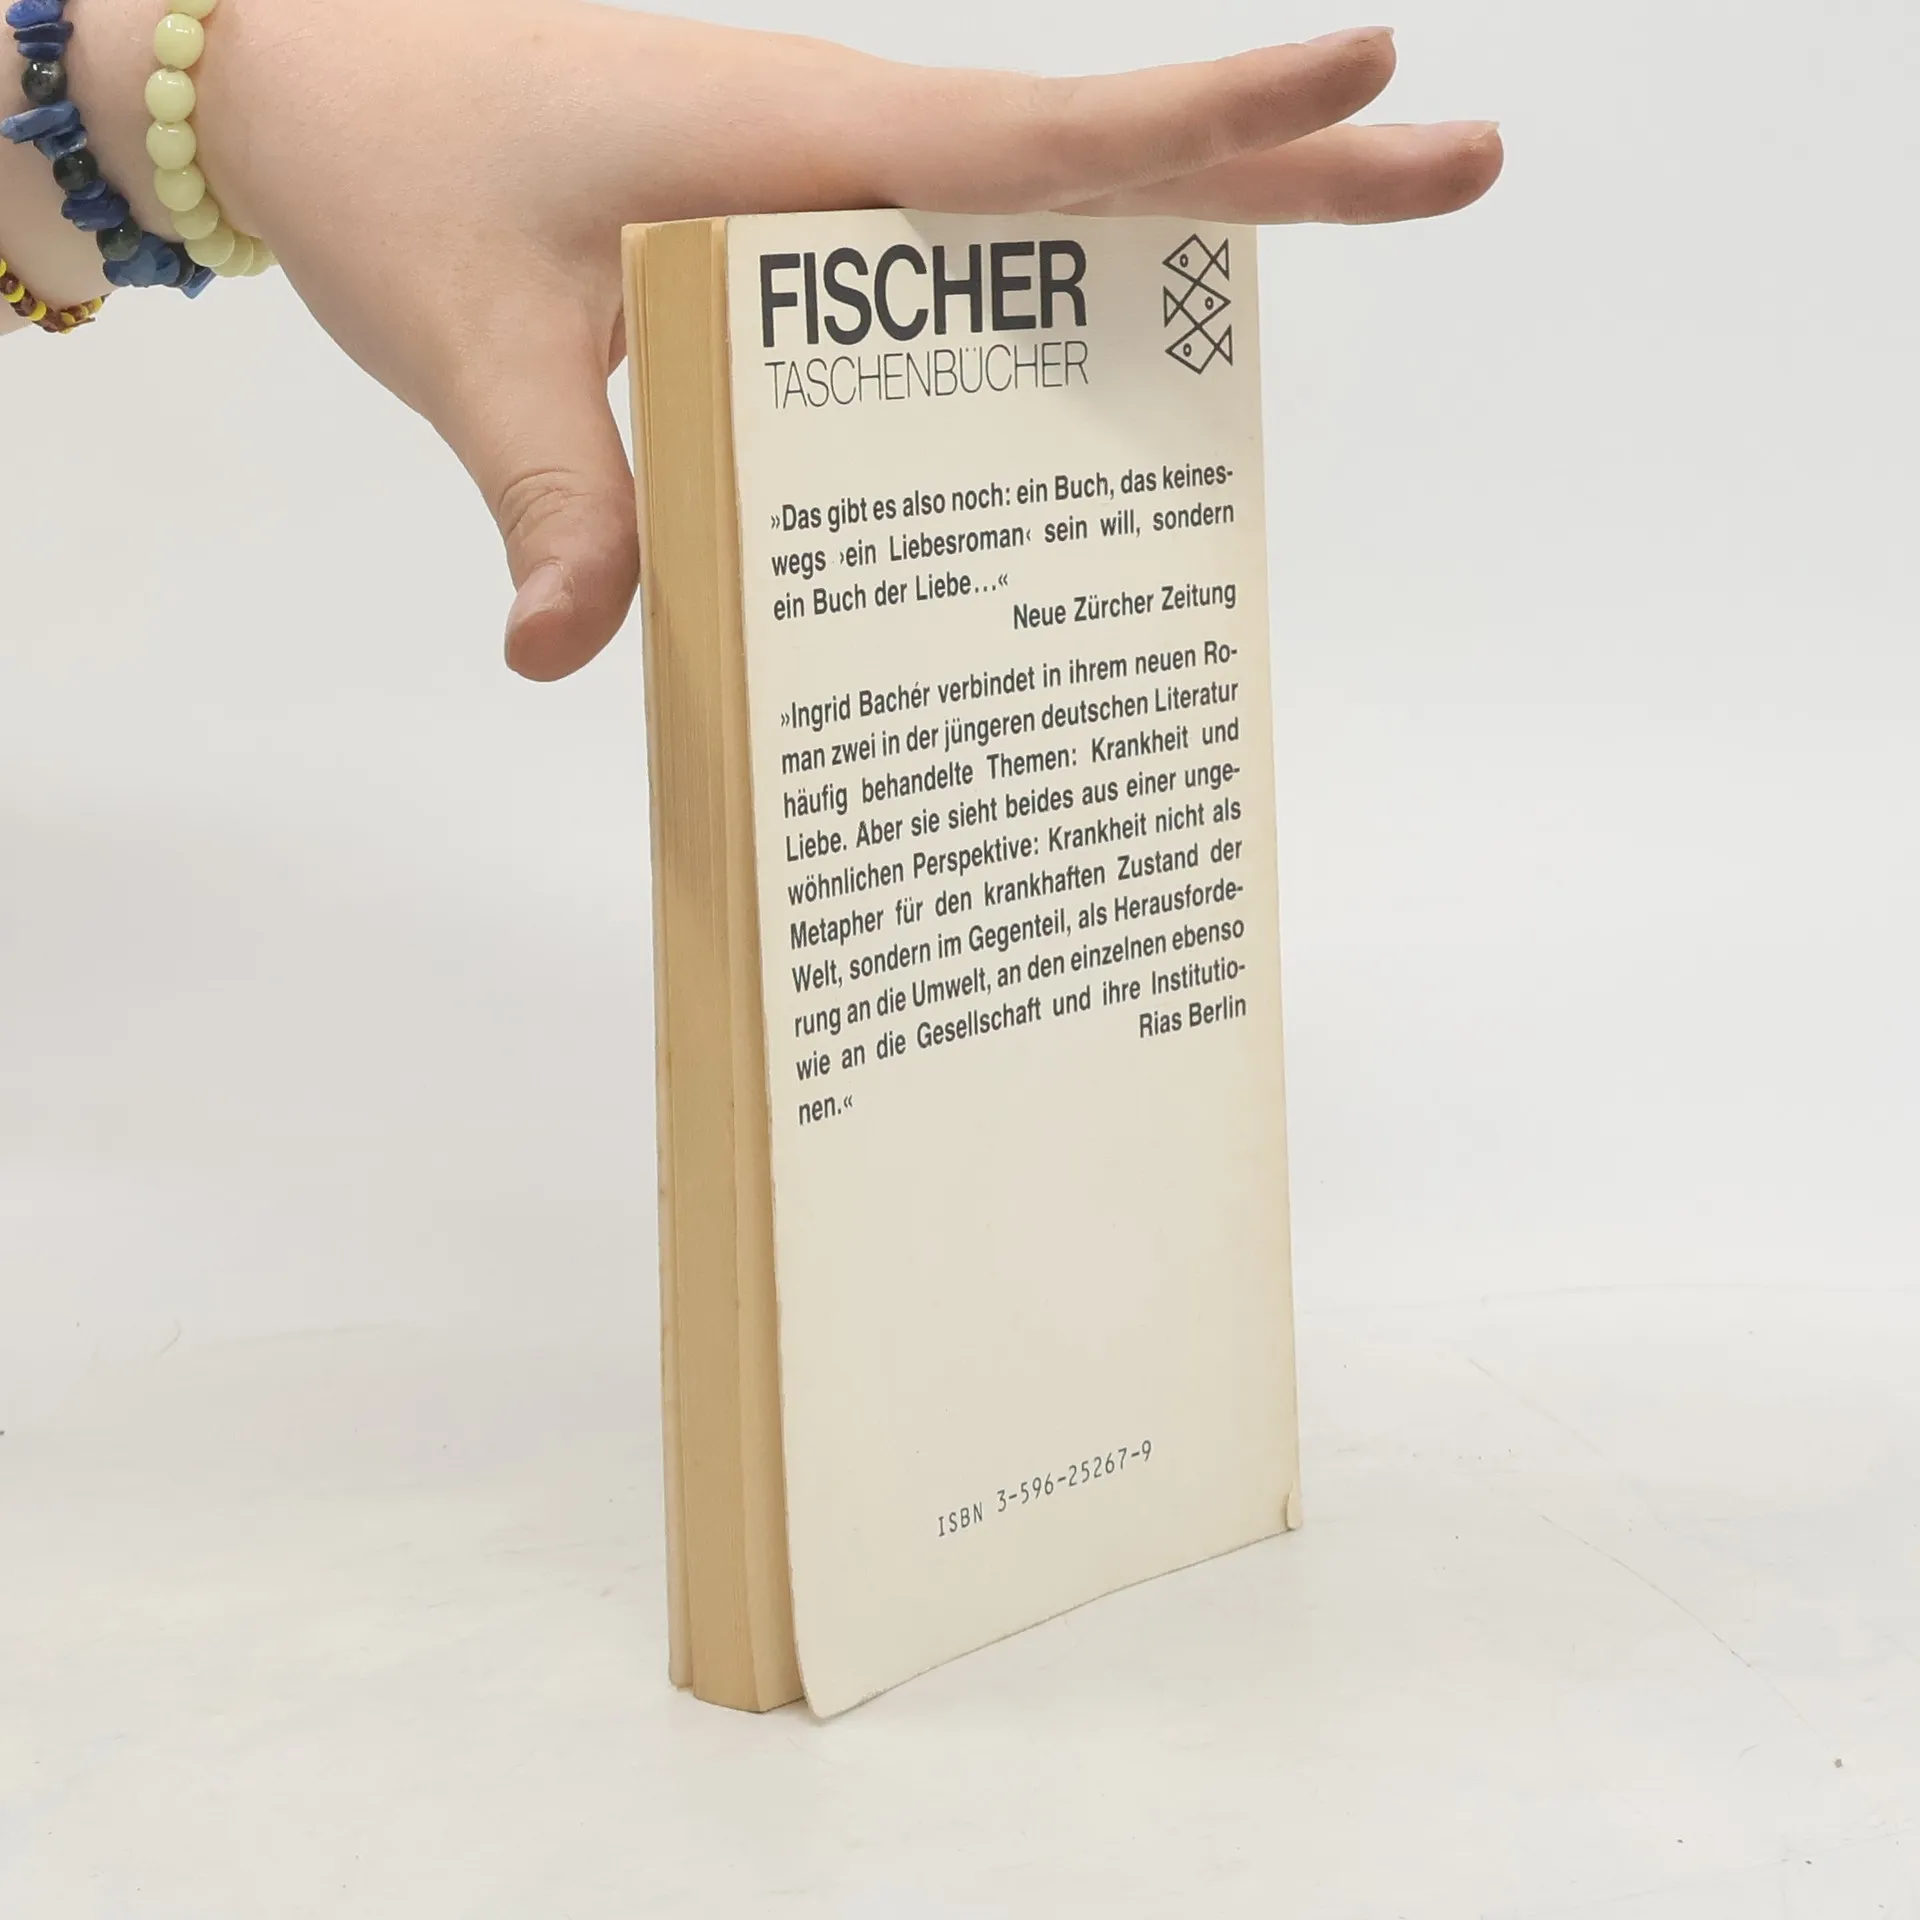 FISCHER
TASCHENBÜCHER
»Das gibt es also noch: ein Buch, das keines-
wegs ›ein Liebesroman‹ sein will, sondern
ein Buch der Liebe...«
Neue Zürcher Zeitung
»Ingrid Bachér verbindet in ihrem neuen Ro-
man zwei in der jüngeren deutschen Literatur
häufig behandelte Themen: Krankheit und
Liebe. Aber sie sieht beides aus einer unge-
wöhnlichen Perspektive: Krankheit nicht als
Metapher für den krankhaften Zustand der
Welt, sondern im Gegenteil, als Herausforde-
rung an die Umwelt, an den einzelnen ebenso
wie an die Gesellschaft und ihre Institutio-
nen.«
Rias Berlin
ISBN 3-596-25267-9